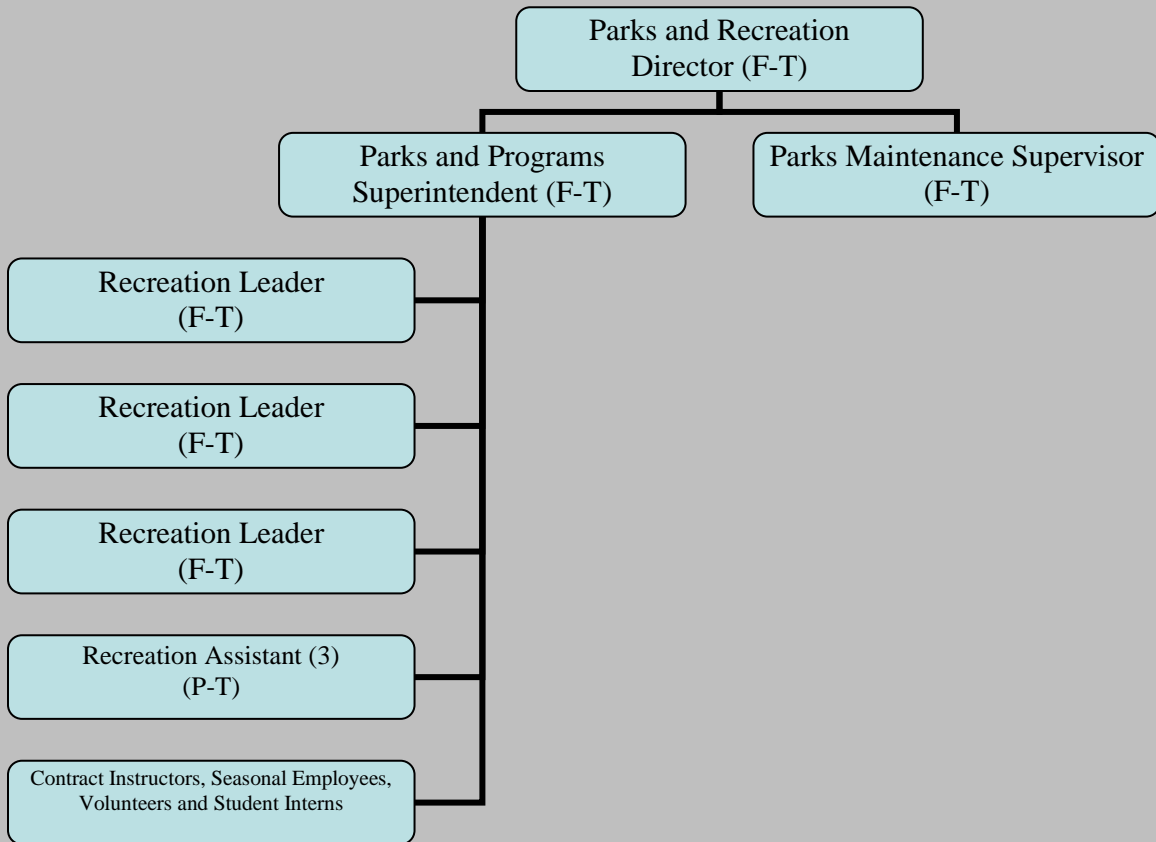 Parks and Recreation
Director (F-T)
Parks and Programs
Superintendent (F-T)
Parks Maintenance Supervisor
(F-T)
Recreation Leader
(F-T)
Recreation Leader
(F-T)
Recreation Leader
(F-T)
Recreation Assistant (3)
(P-T)
Contract Instructors, Seasonal Employees,
Volunteers and Student Interns